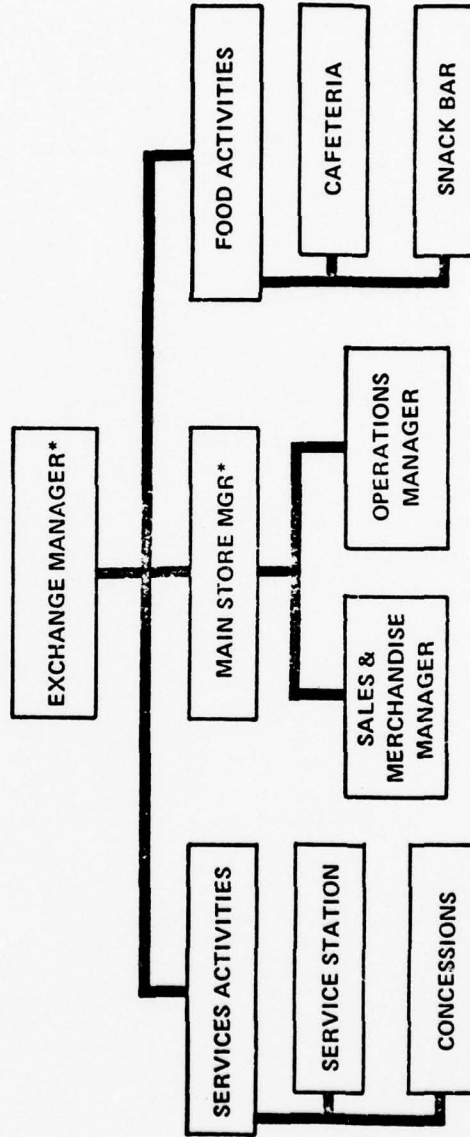 EXCHANGE MANAGER*
SERVICES ACTIVITIES
MAIN STORE MGR*
FOOD ACTIVITIES
SERVICE STATION
SALES &
MERCHANDISE
MANAGER
OPERATIONS
MANAGER
CAFETERIA
CONCESSIONS
SNACK BAR